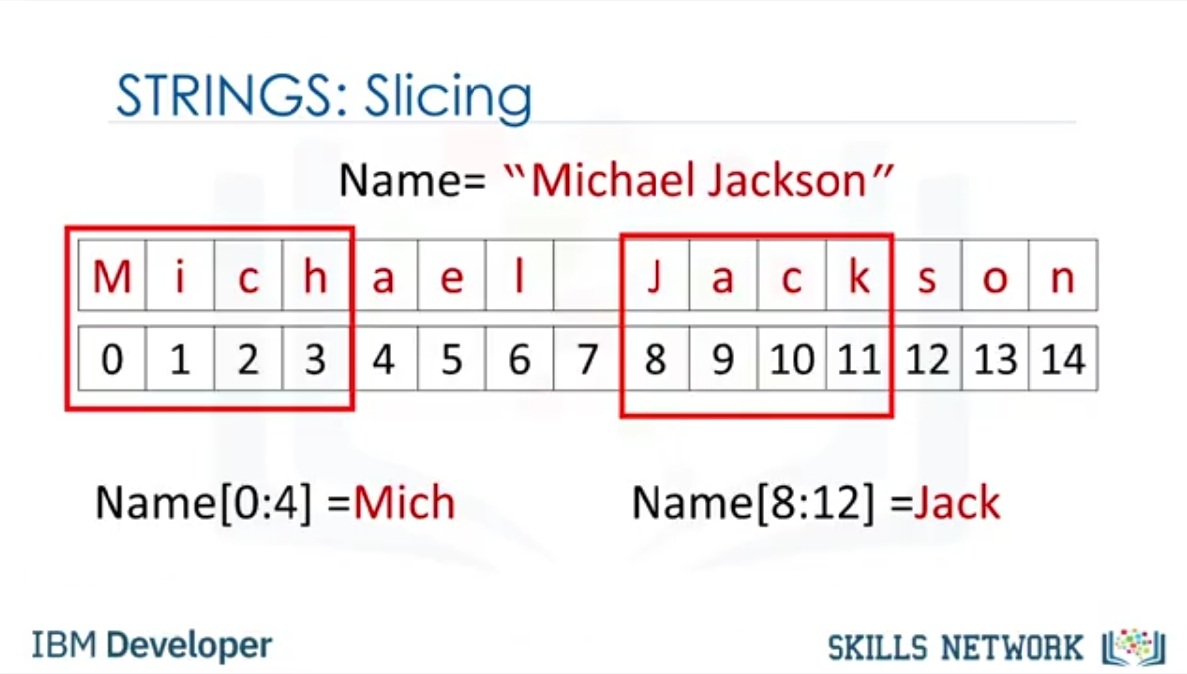 STRINGS: Slicing
Name= “Michael Jackson”
M i c h a e l J a c k s o n
0 1 2 3 4 5 6 7 8 9 10 11 12 13 14
Name[0:4] =Mich
Name[8:12] =Jack
IBM Developer
SKILLS NETWORK